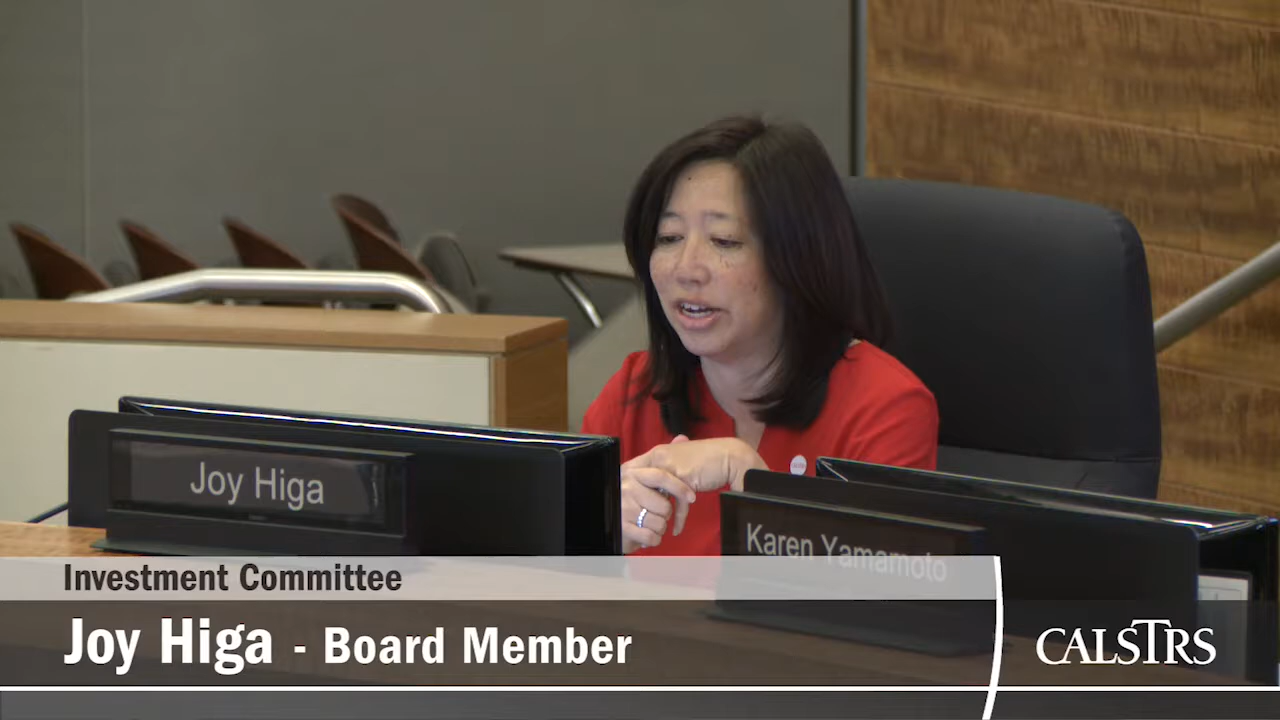 Joy Higa
Karen Yamamoto
Investment Committee
Joy Higa - Board Member
CALSTRS